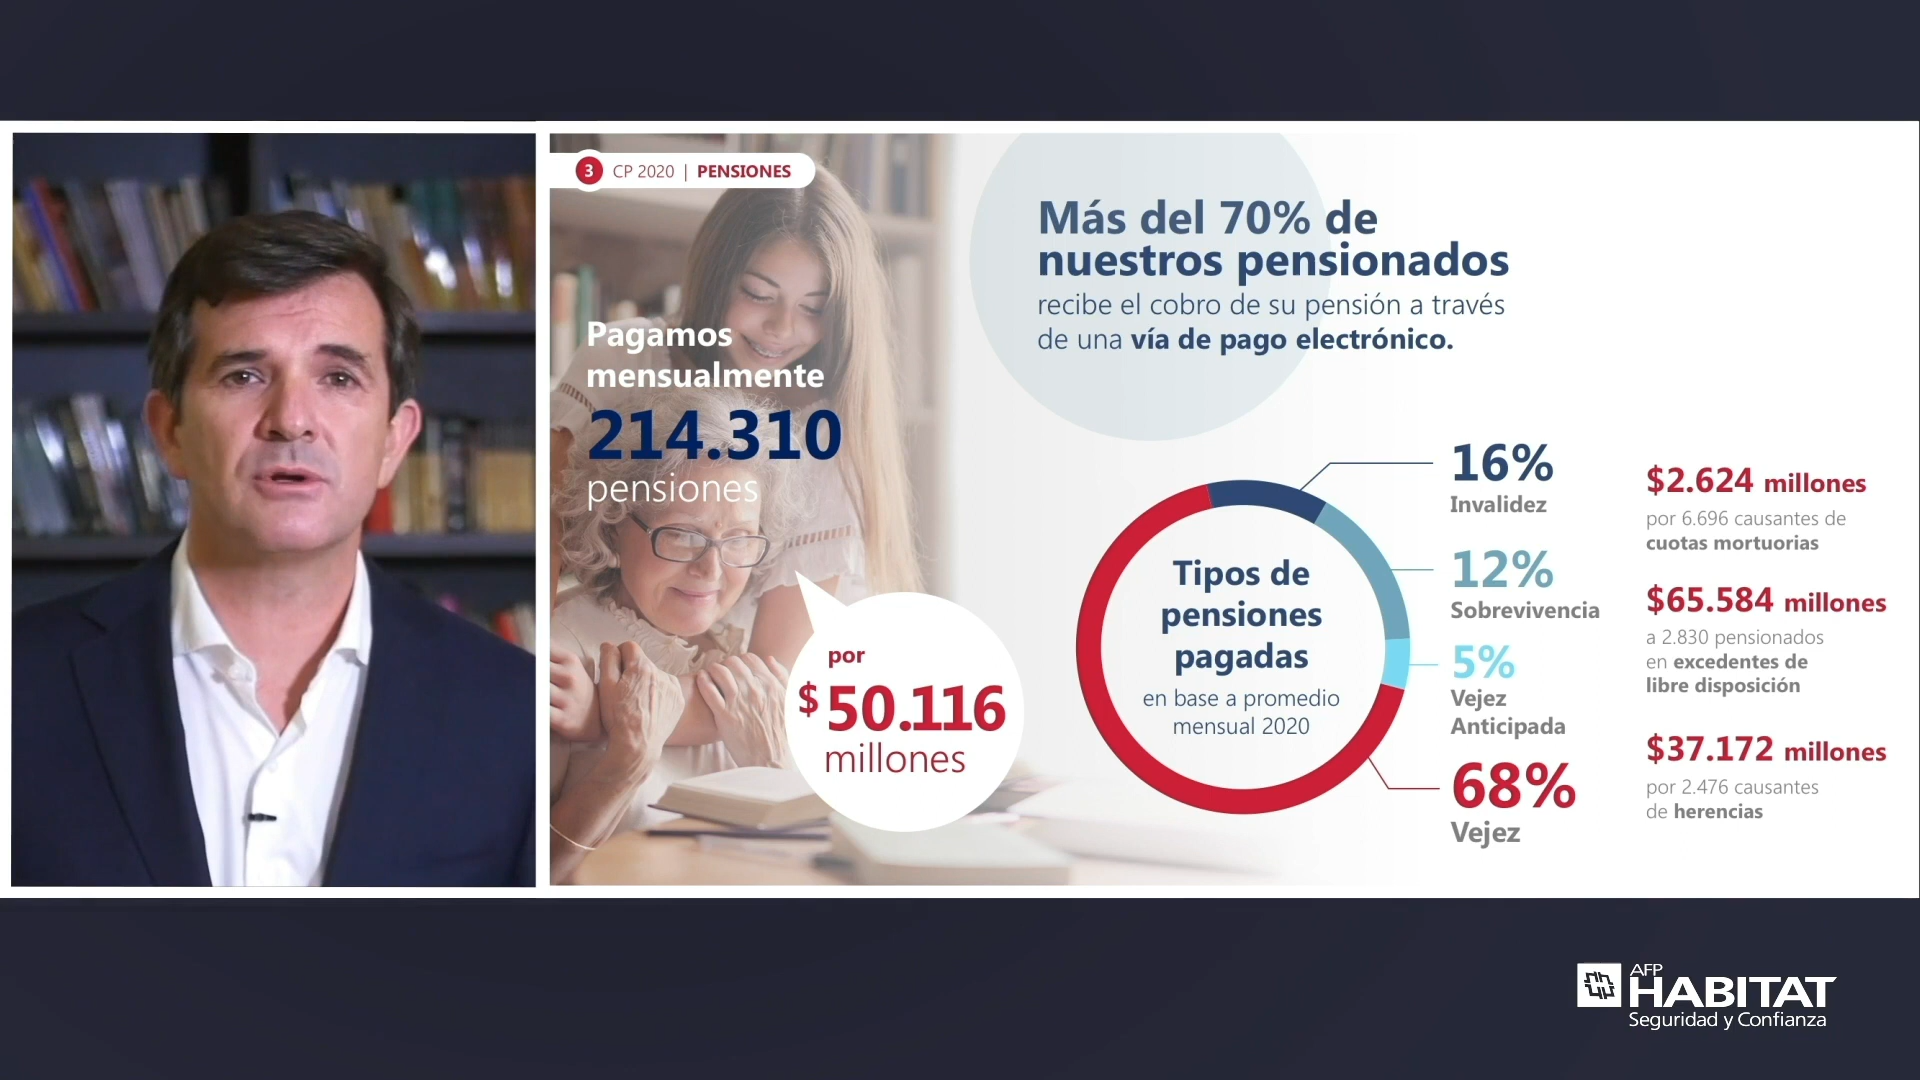 3 CP 2020 | PENSIONES
Pagamos
mensualmente
214.310
pensiones
por
$50.116
millones
Más del 70% de
nuestros pensionados
recibe el cobro de su pensión a través
de una vía de pago electrónico.
Tipos de
pensiones
pagadas
en base a promedio
mensual 2020
16%
Invalidez
12%
Sobrevivencia
5%
Vejez
Anticipada
68%
Vejez
$2.624 millones
por 6.696 causantes de
cuotas mortuorias
$65.584 millones
a 2.830 pensionados
en excedentes de
libre disposición
$37.172 millones
por 2.476 causantes
de herencias
AFP
HABITAT
Seguridad y Confianza